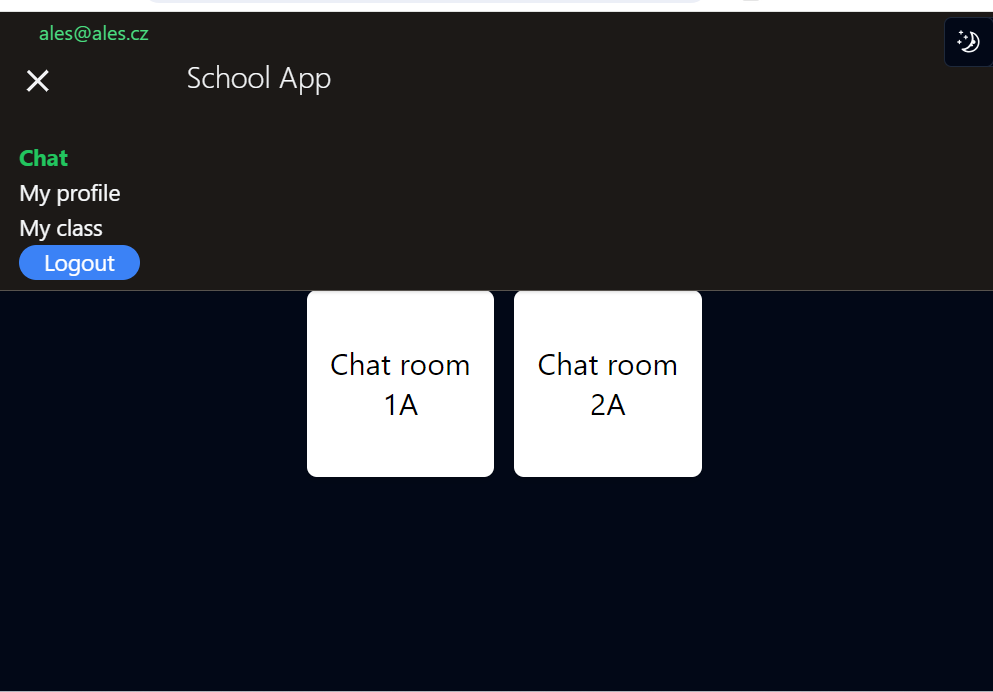 ales@ales.cz
School App
Chat
My profile
My class
Logout
Chat room
1A
Chat room
2A